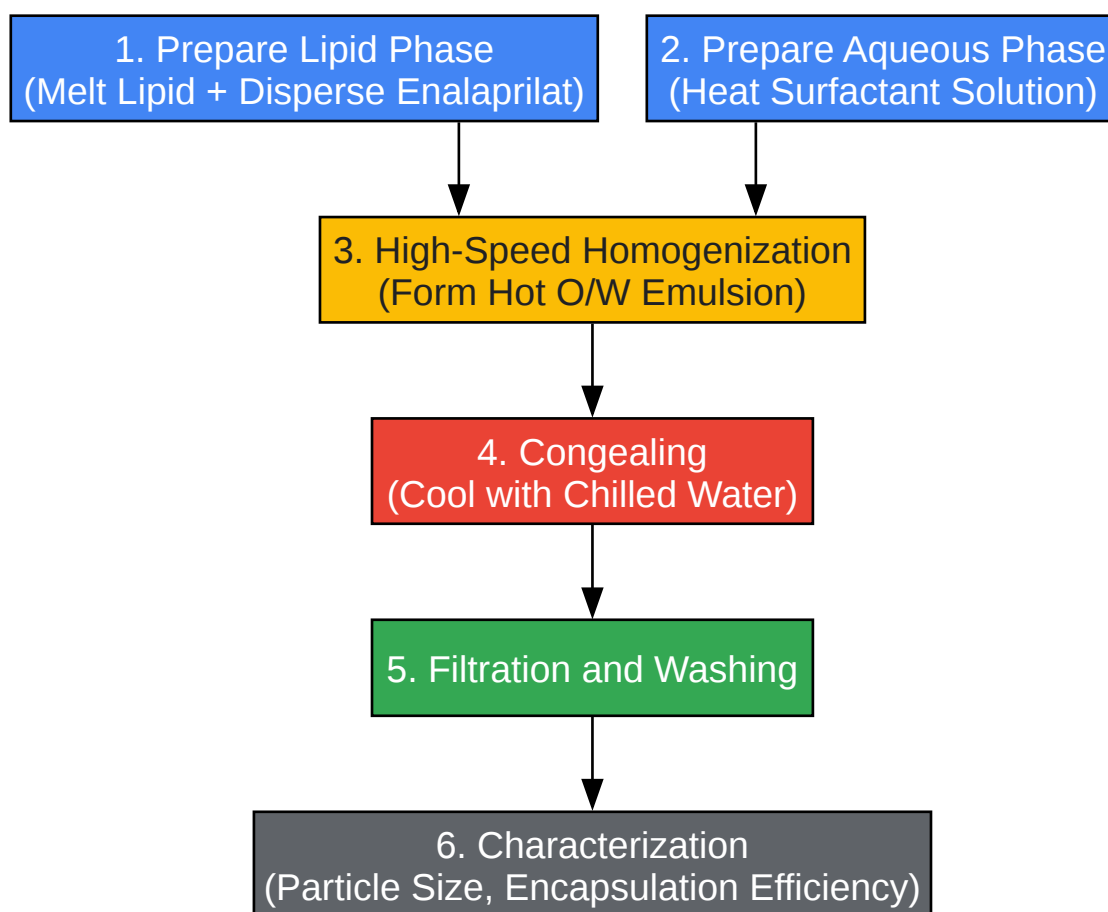 1. Prepare Lipid Phase
(Melt Lipid + Disperse Enalaprilat)
2. Prepare Aqueous Phase
(Heat Surfactant Solution)
3. High-Speed Homogenization
(Form Hot O/W Emulsion)
4. Congealing
(Cool with Chilled Water)
5. Filtration and Washing
6. Characterization
(Particle Size, Encapsulation Efficiency)